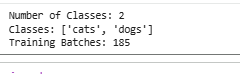 Number of Classes: 2
Classes: ['cats', 'dogs']
Training Batches: 185